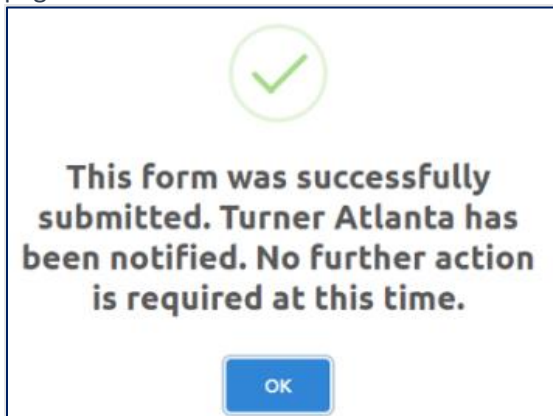 This form was successfully
submitted. Turner Atlanta has
been notified. No further action
is required at this time.
OK